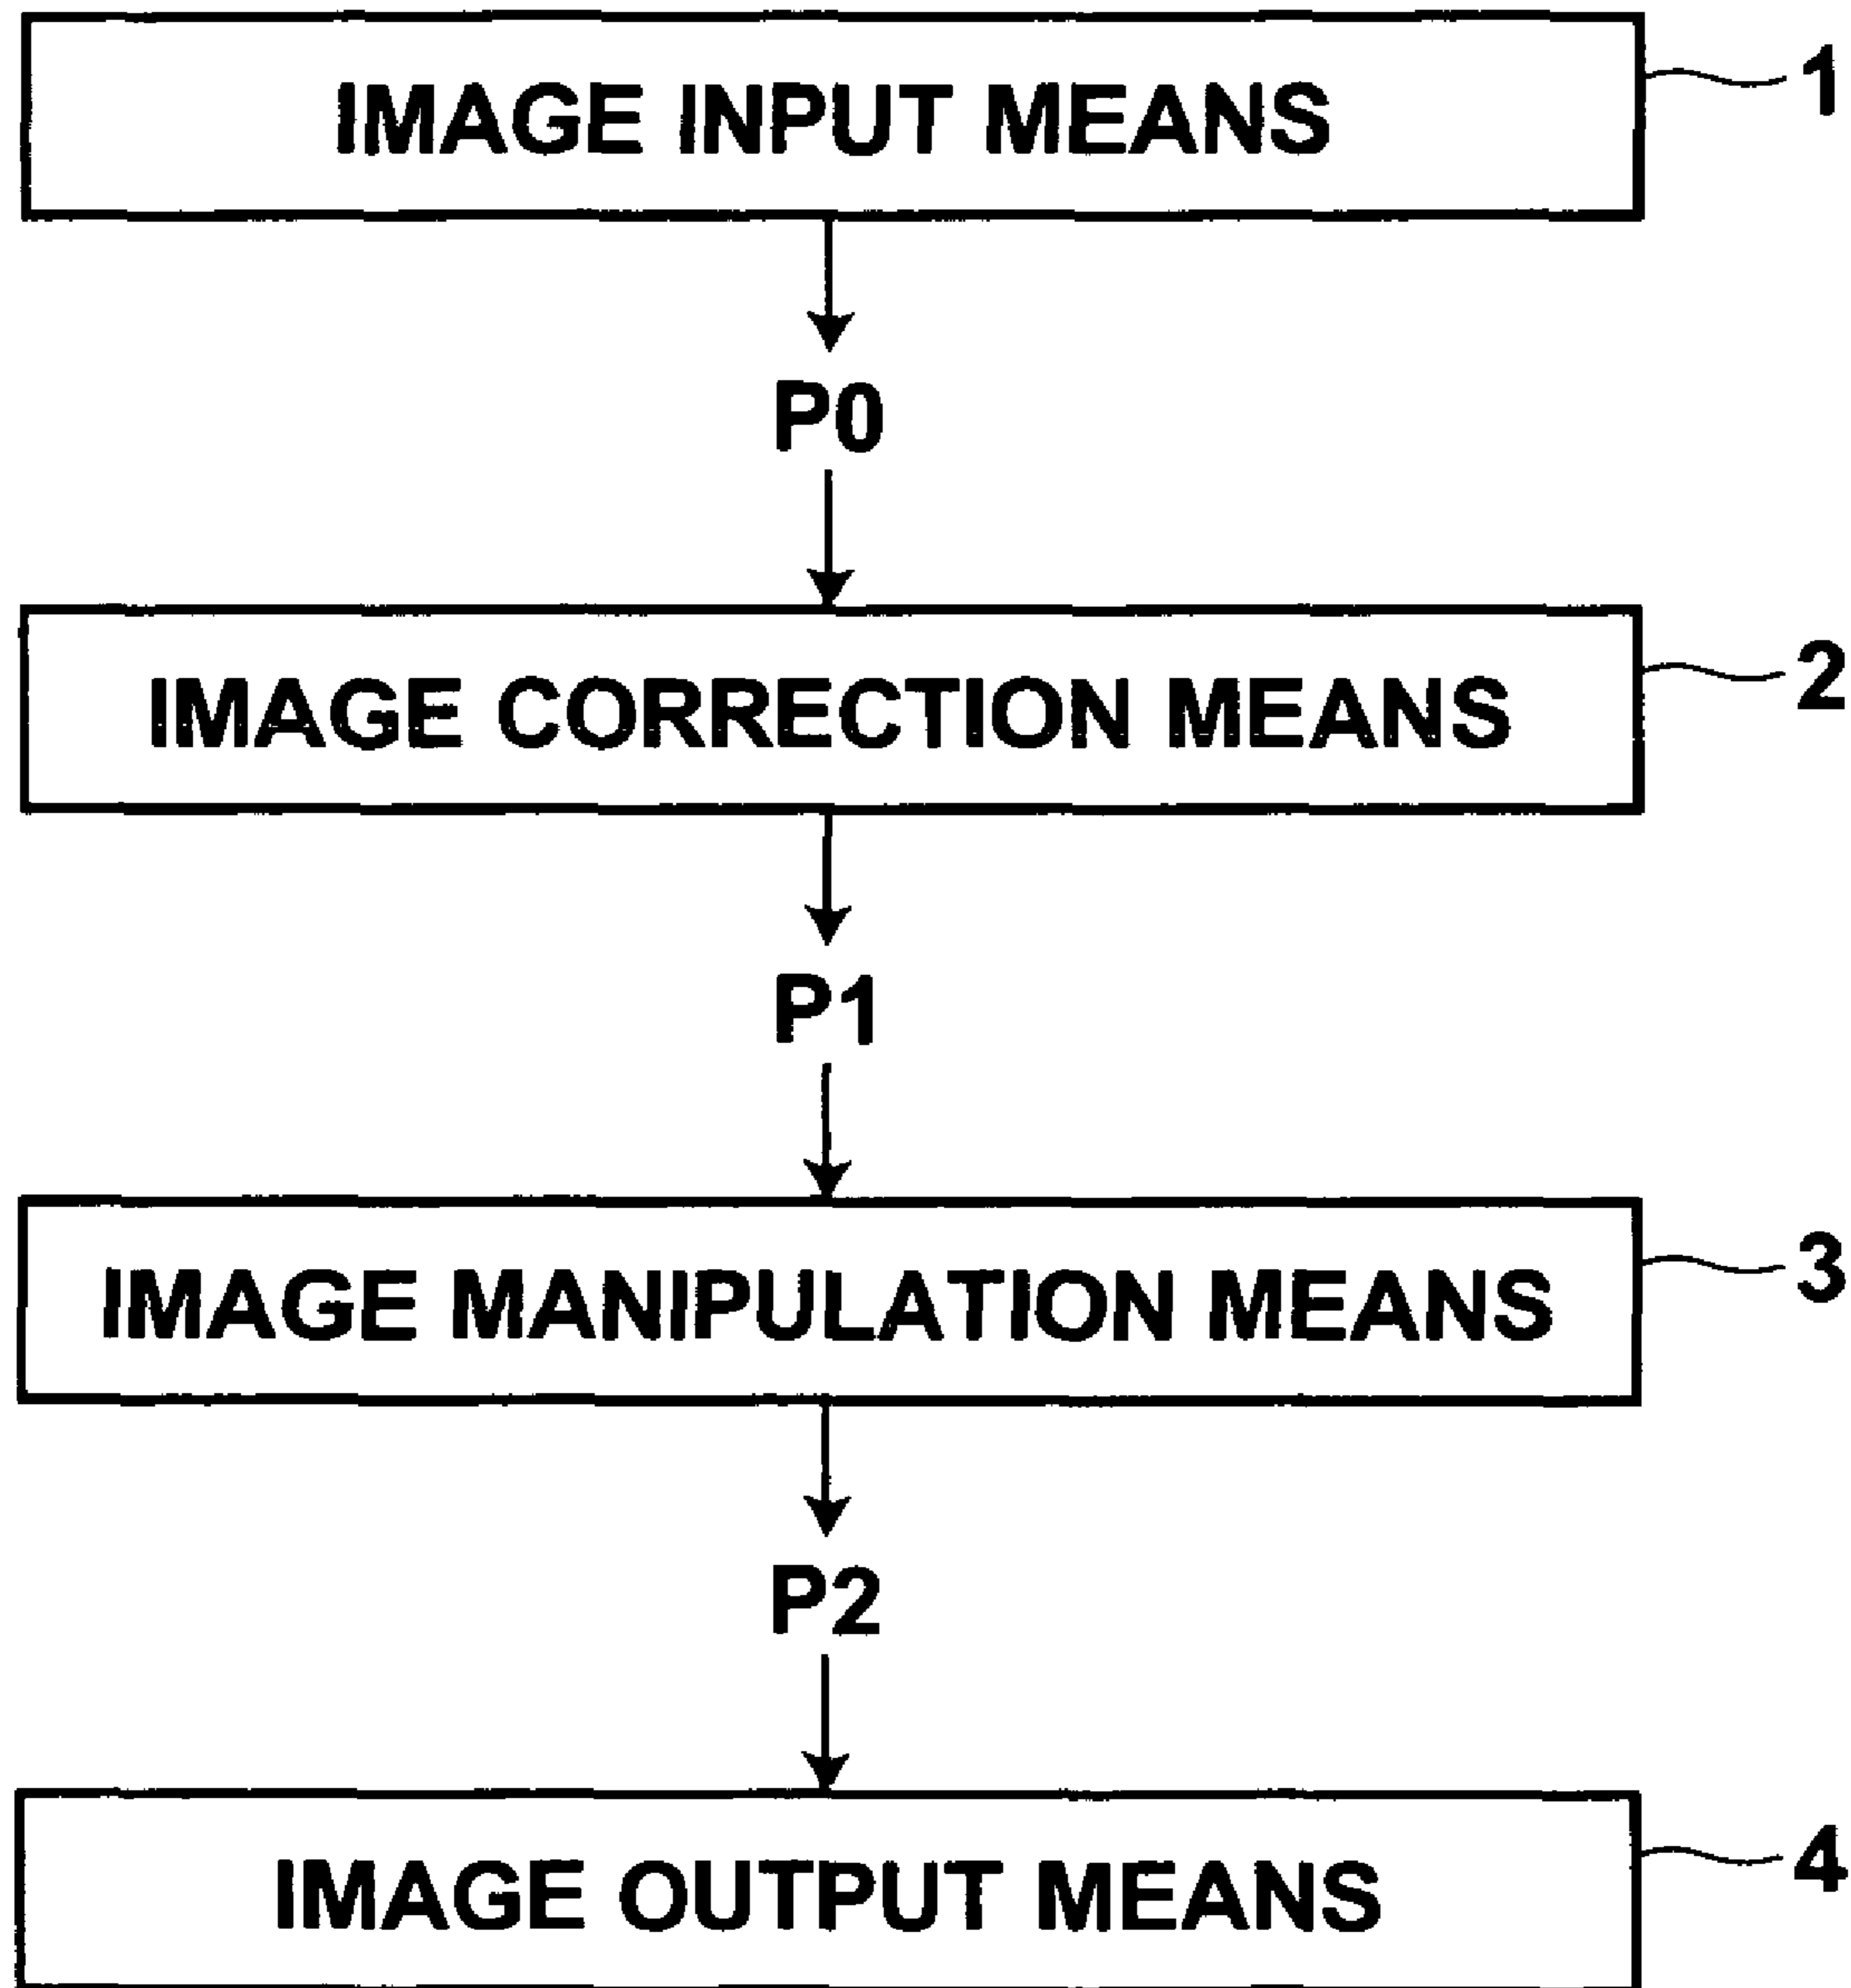 IMAGE INPUT MEANS 1
P0
IMAGE CORRECTION MEANS 2
P1
IMAGE MANIPULATION MEANS 3
P2
IMAGE OUTPUT MEANS 4